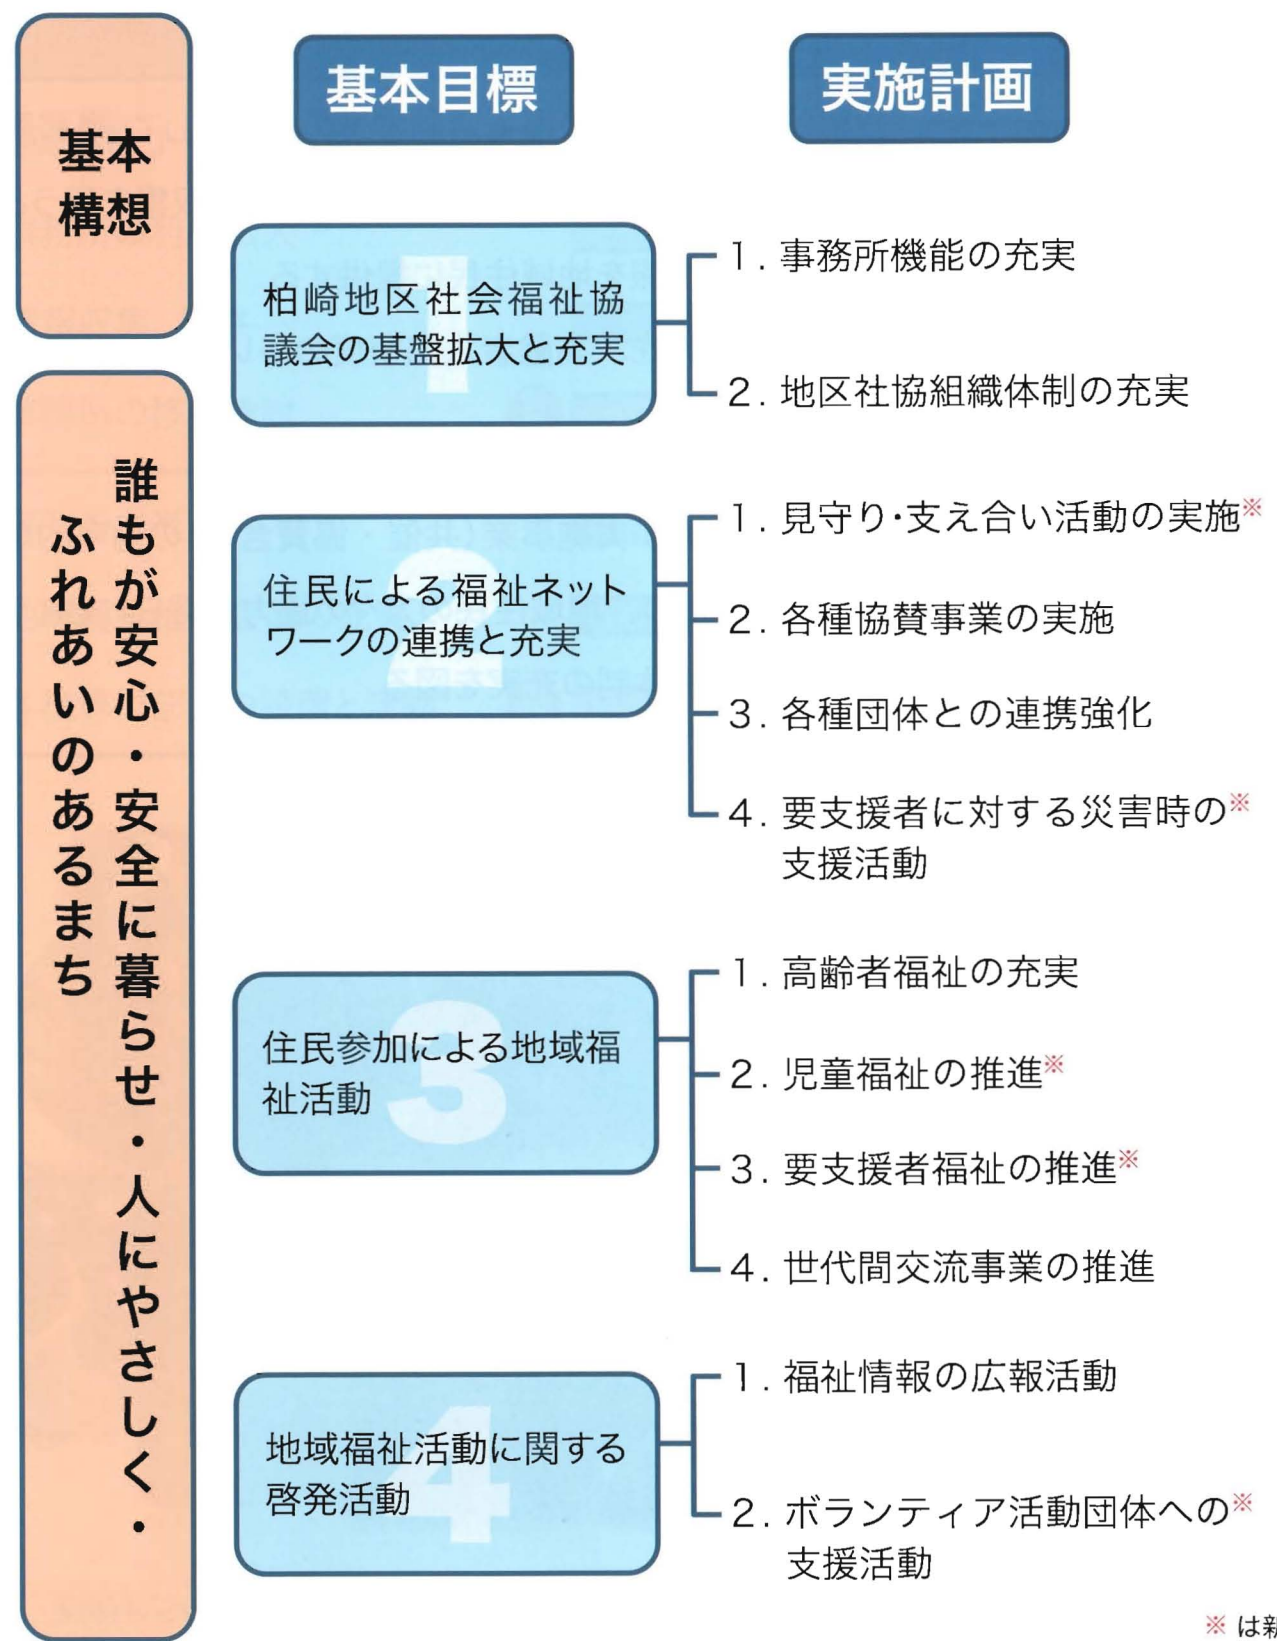 基本
構想
誰もが安心・安全に暮らせ・人にやさしく・
ふれあいのあるまち
基本目標
実施計画
1
柏崎地区社会福祉協
議会の基盤拡大と充実
1. 事務所機能の充実
2. 地区社協組織体制の充実
2
住民による福祉ネット
ワークの連携と充実
1. 見守り・支え合い活動の実施※
2. 各種協賛事業の実施
3. 各種団体との連携強化
4. 要支援者に対する災害時の※
支援活動
3
住民参加による地域福
祉活動
1. 高齢者福祉の充実
2. 児童福祉の推進※
3. 要支援者福祉の推進※
4. 世代間交流事業の推進
4
地域福祉活動に関する
啓発活動
1. 福祉情報の広報活動
2. ボランティア活動団体への※
支援活動
※ は新